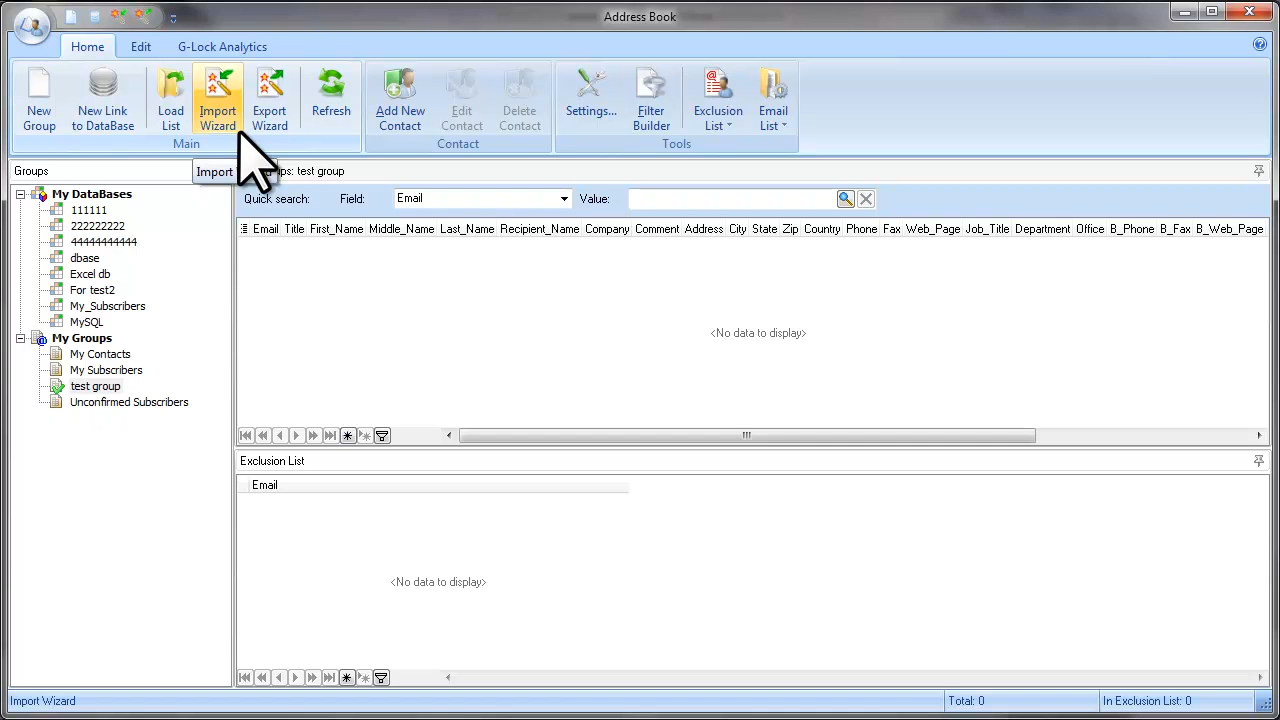 Address Book
Home Edit G-Lock Analytics
New Group
New Link to DataBase
Load List
Import Wizard
Export Wizard
Refresh
Add New Contact
Edit Contact
Delete Contact
Settings...
Filter Builder
Exclusion List
Email List
Main Contact Tools
Groups
Import
ups: test group
Quick search: Field: Email Value:
My DataBases
111111
222222222
44444444444
dbase
Excel db
For test2
My_Subscribers
MySQL
My Groups
My Contacts
My Subscribers
test group
Unconfirmed Subscribers
Email Title First_Name Middle_Name Last_Name Recipient_Name Company Comment Address City State Zip Country Phone Fax Web_Page Job_Title Department Office B_Phone B_Fax B_Web_Page
<No data to display>
Exclusion List
Email
<No data to display>
Import Wizard Total: 0 In Exclusion List: 0